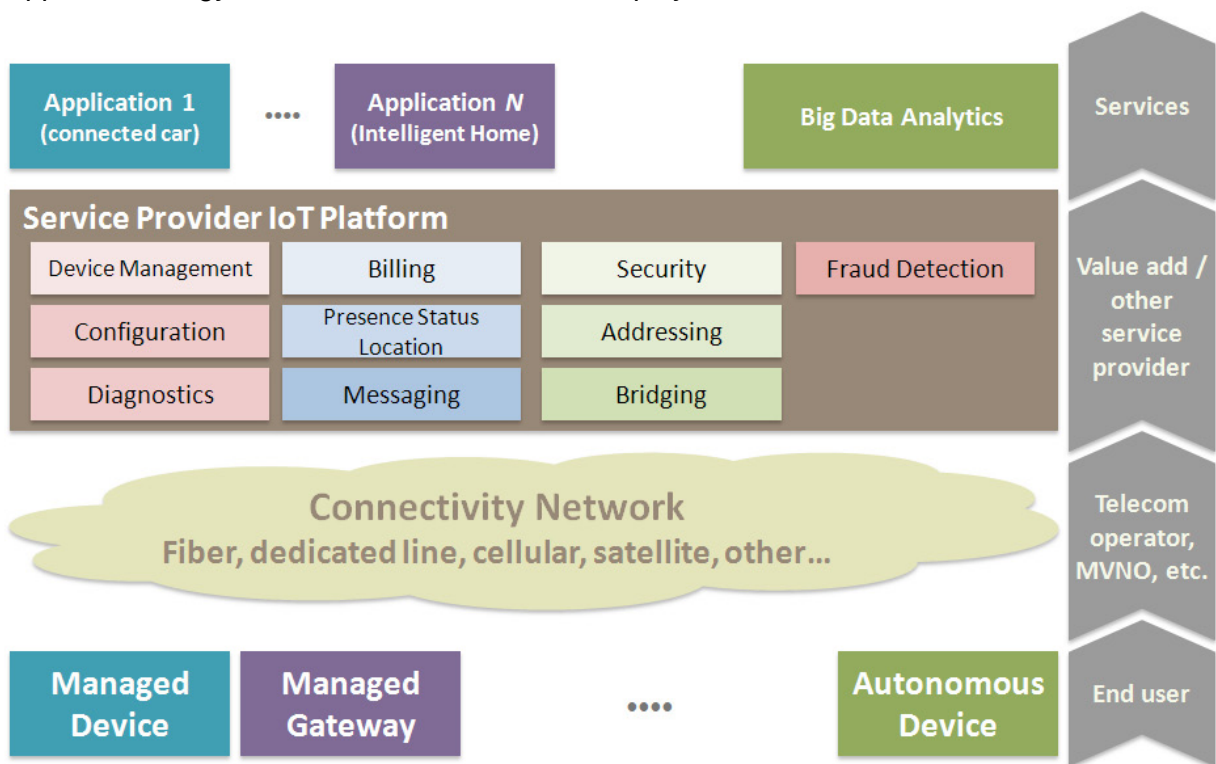 Application 1
(connected car)
....
Application N
(Intelligent Home)
Big Data Analytics
Services
Service Provider IoT Platform
Device Management
Billing
Security
Fraud Detection
Configuration
Presence Status
Location
Addressing
Diagnostics
Messaging
Bridging
Value add /
other
service
provider
Connectivity Network
Fiber, dedicated line, cellular, satellite, other...
Telecom
operator,
MVNO, etc.
Managed
Device
Managed
Gateway
....
Autonomous
Device
End user